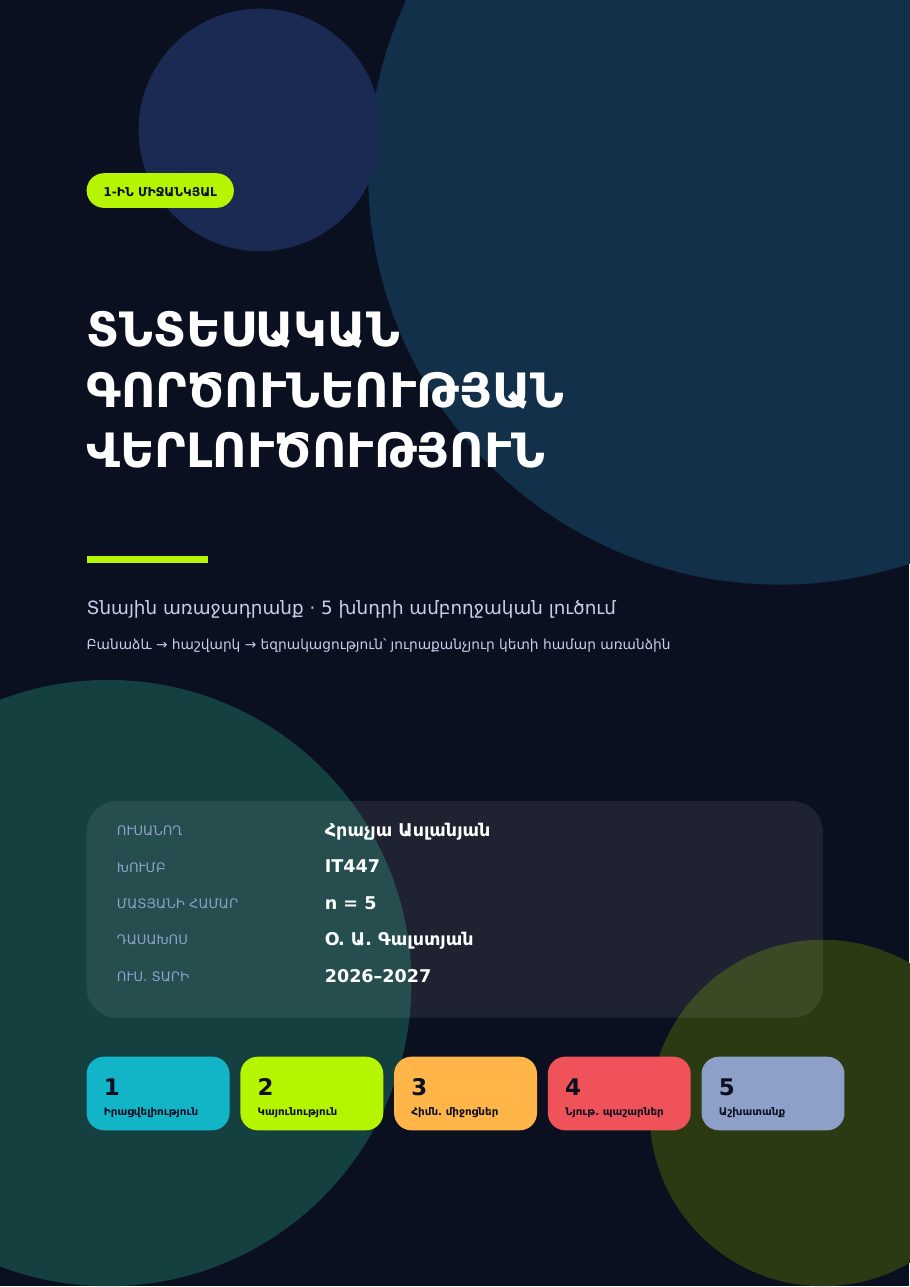 1-ԻՆ ՄԻՋԱՆԿՅԱԼ
ՏՆՏԵՍԱԿԱՆ
ԳՈՐԾՈՒՆԵՈՒԹՅԱՆ
ՎԵՐԼՈՒԾՈՒԹՅՈՒՆ
Տնային առաջադրանք · 5 խնդրի ամբողջական լուծում
Բանաձև → հաշվարկ → եզրակացություն՝ յուրաքանչյուր կետի համար առանձին
ՈՒՍԱՆՈՂ Հրաչյա Ասլանյան
ԽՈՒՄԲ IT447
ՄԱՏՅԱՆԻ ՀԱՄԱՐ n = 5
ԴԱՍԱԽՈՍ Օ. Ա. Գալստյան
ՈՒՍ. ՏԱՐԻ 2026–2027
1 2 3 4 5
Իրացվելիություն Կայունություն Հիմն. միջոցներ Նյութ. պաշարներ Աշխատանք